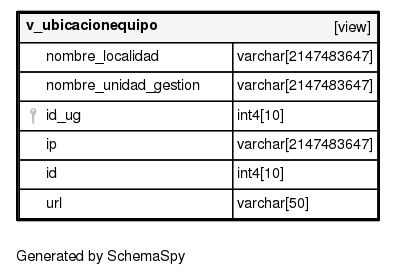 v_ubicacionequipo [view]
nombre_localidad varchar[2147483647]
nombre_unidad_gestion varchar[2147483647]
id_ug int4[10]
ip varchar[2147483647]
id int4[10]
url varchar[50]
Generated by SchemaSpy